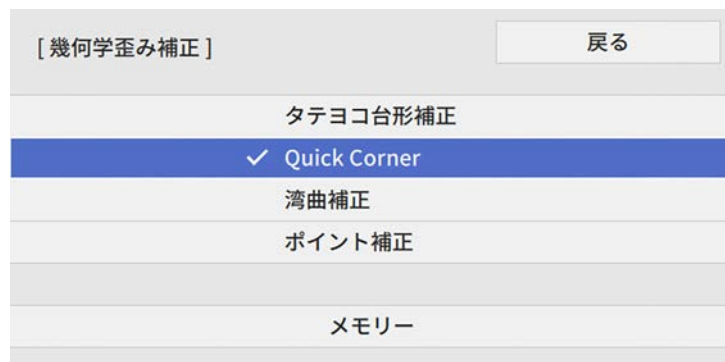 [ 幾何学歪み補正 ]
戻る
タテヨコ台形補正
Quick Corner
湾曲補正
ポイント補正
メモリー